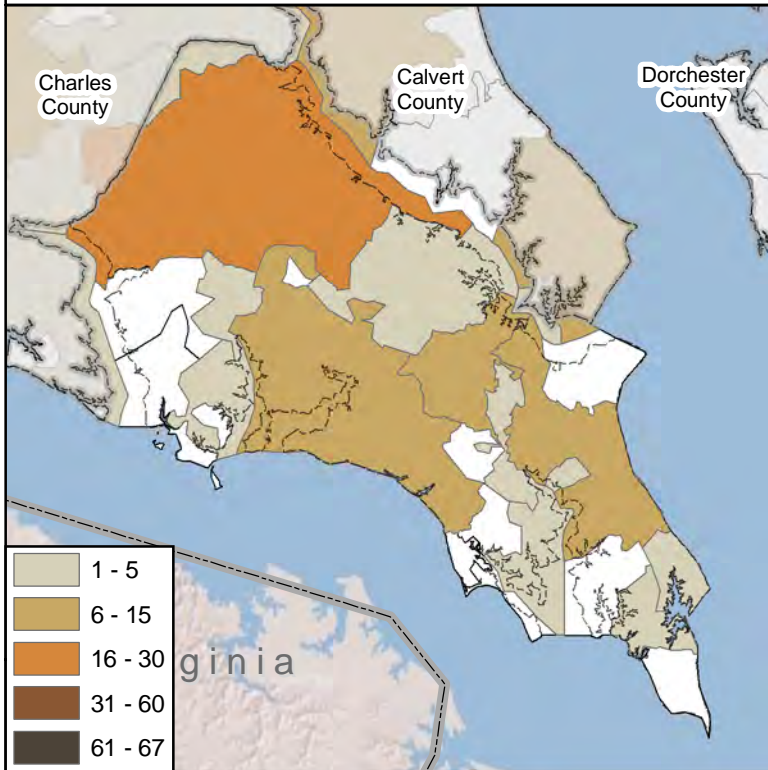 Charles
County
Calvert
County
Dorchester
County
1 - 5
6 - 15
16 - 30
31 - 60
61 - 67
ginia